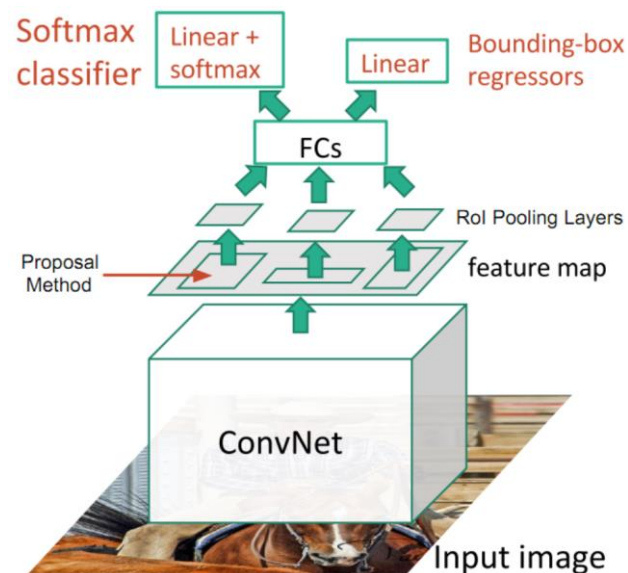 Softmax
classifier
Linear +
softmax
Linear
Bounding-box
regressors
FCs
RoI Pooling Layers
Proposal
Method
feature map
ConvNet
Input image